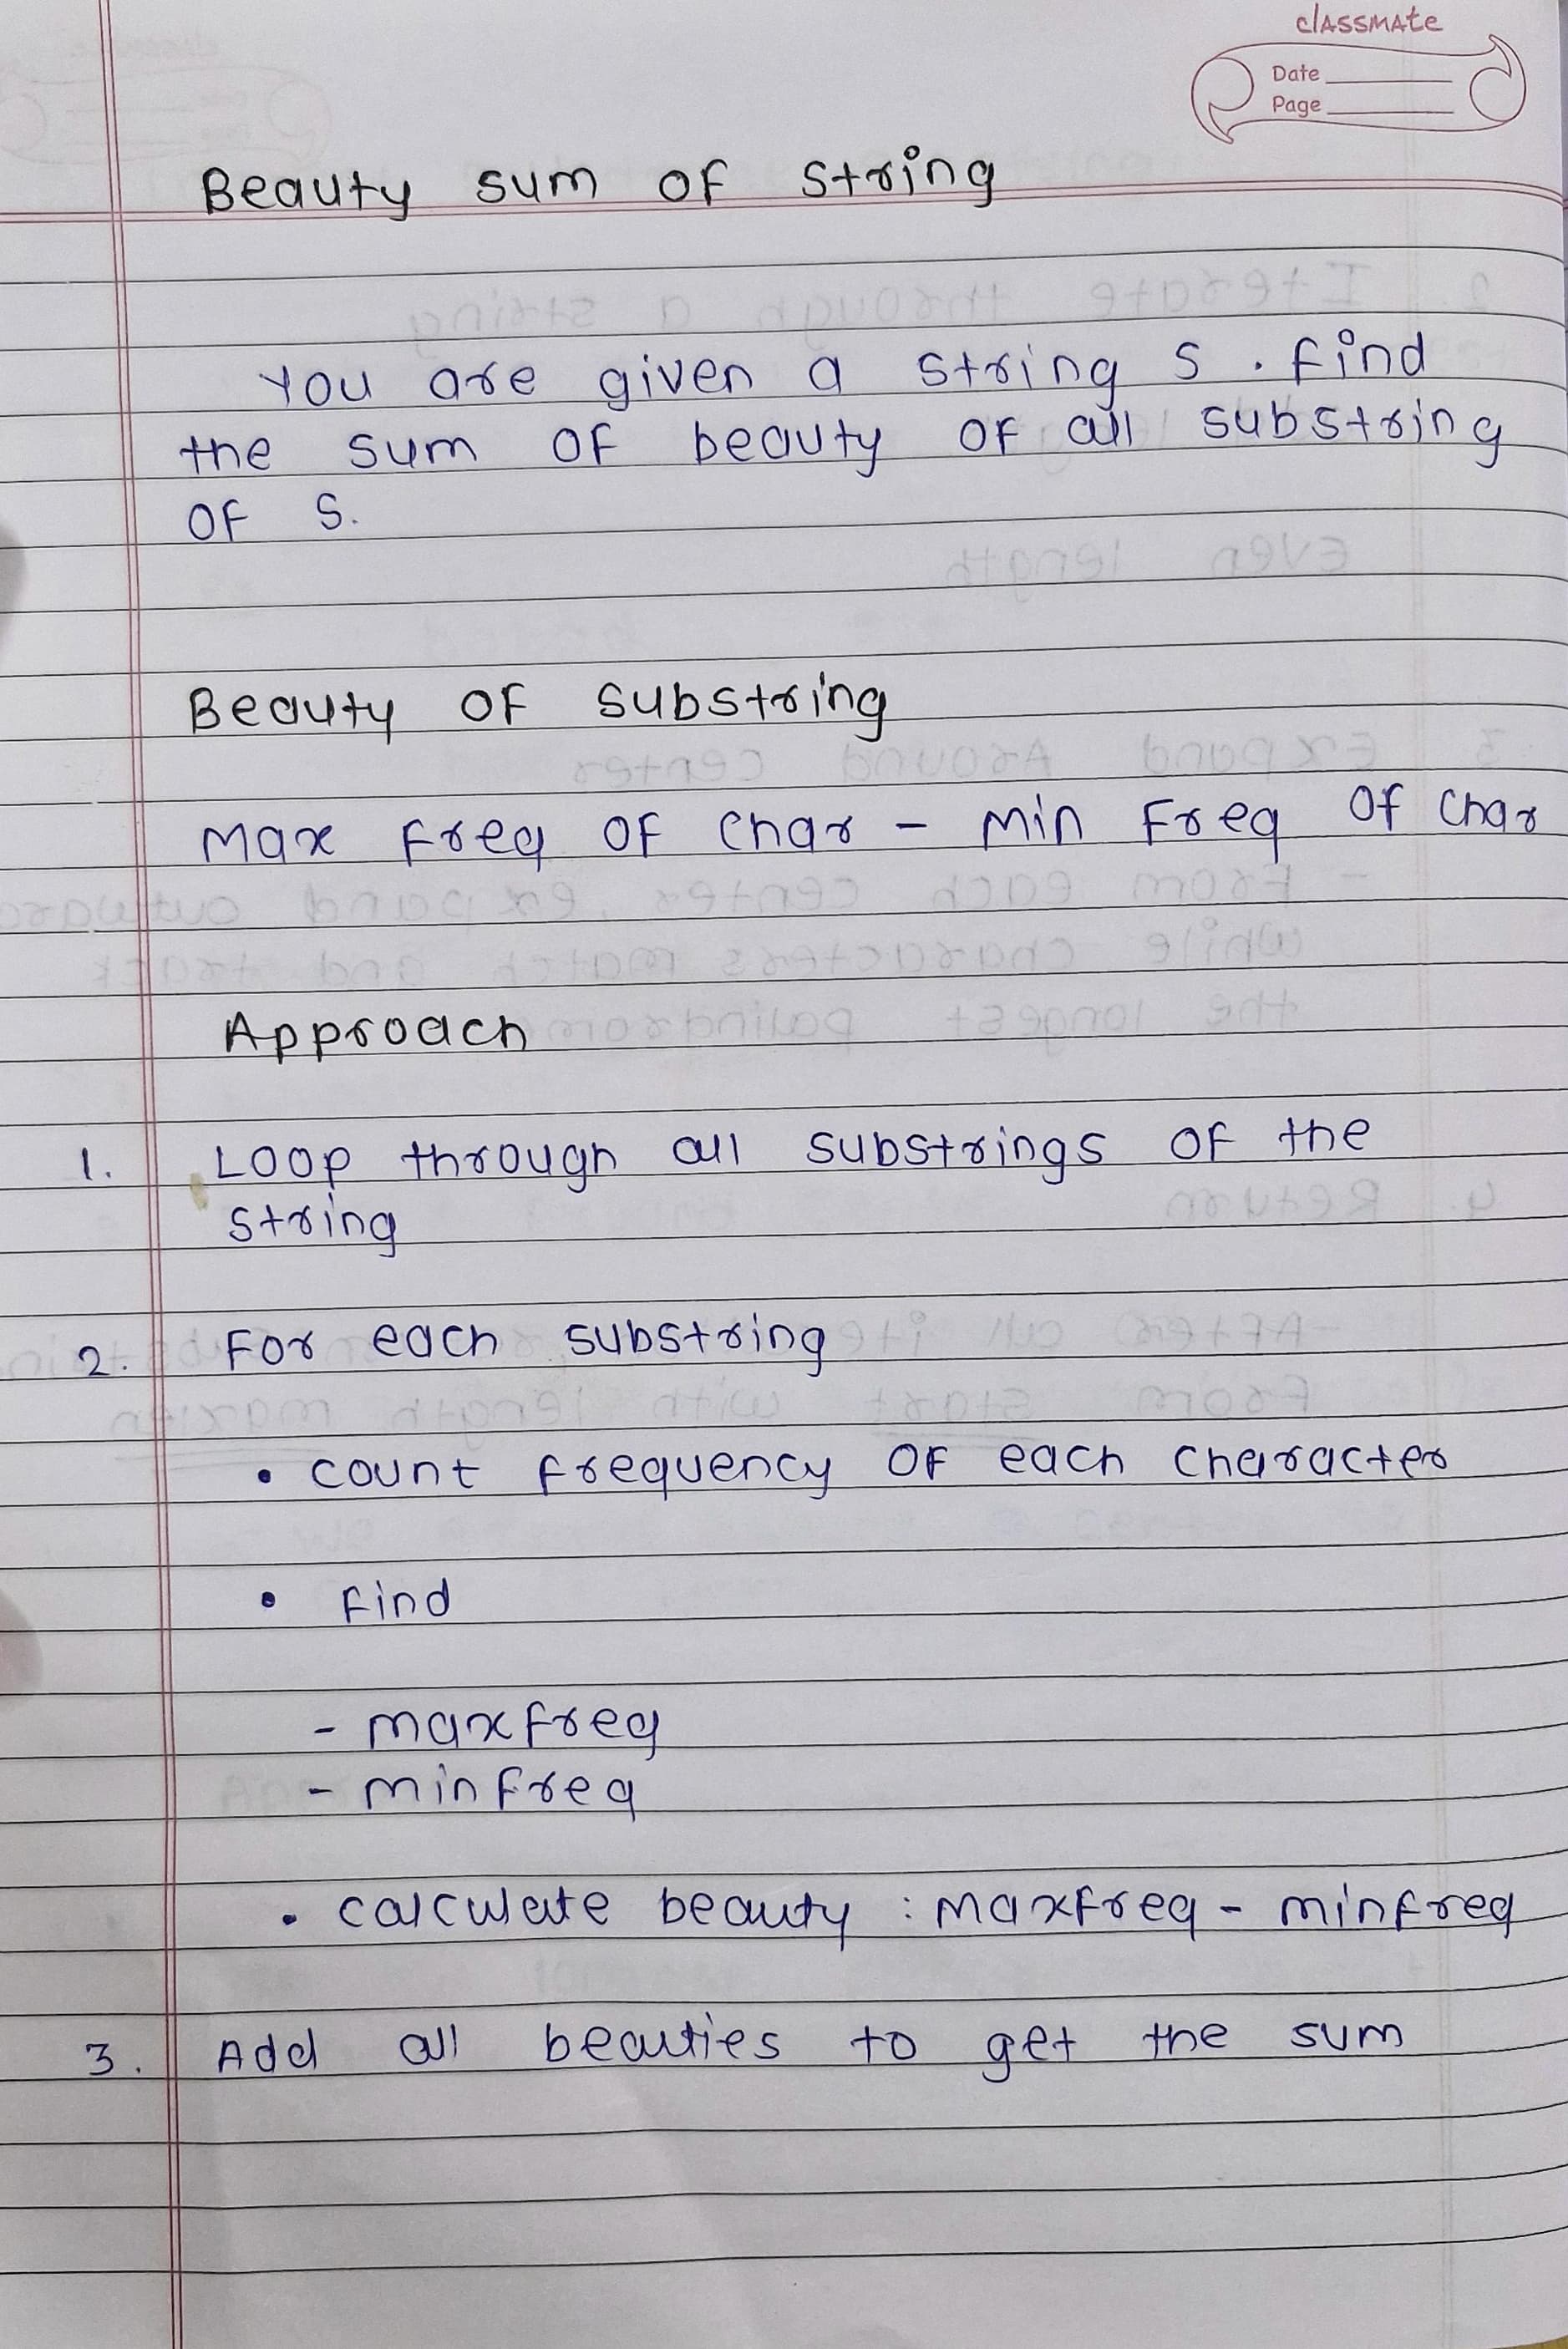 classmate
Date
Page
Beauty sum of string
You are given a string s. find
the sum of beauty of all substring
of s.
Beauty of substring
max freq of char - min freq of char
Approach
1. Loop through all substrings of the
string
2. For each substring
• count frequency of each character
• find
- maxfreq
- minfreq
• calculate beauty : maxfreq - minfreq
3. Add all beauties to get the sum